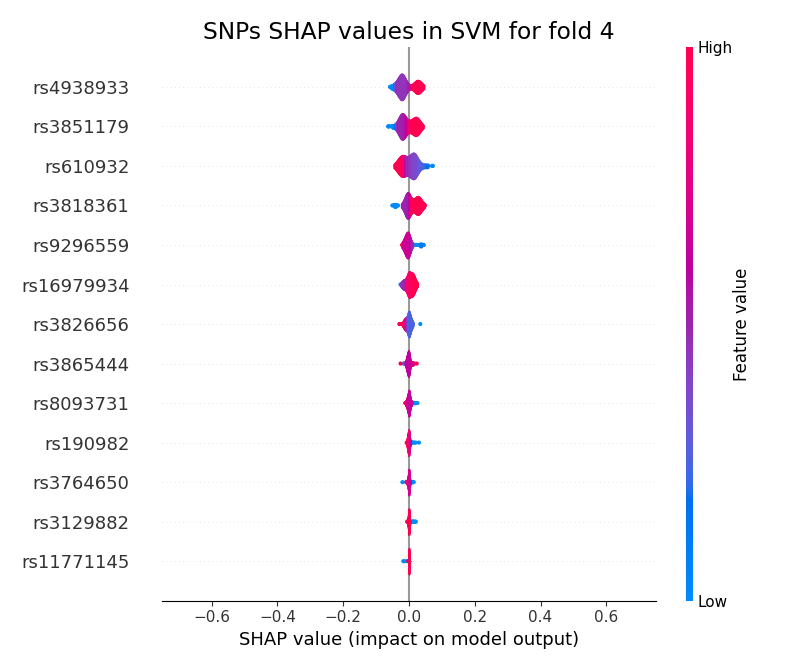 SNPs SHAP values in SVM for fold 4
High
rs4938933
rs3851179
rs610932
rs3818361
rs9296559
rs16979934
rs3826656
rs3865444
rs8093731
rs190982
rs3764650
rs3129882
rs11771145
Feature value
Low
−0.6 −0.4 −0.2 0.0 0.2 0.4 0.6
SHAP value (impact on model output)